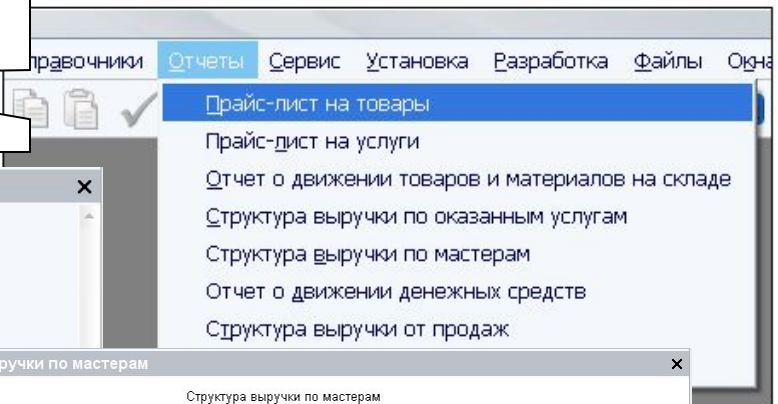 правочники Отчеты Сервис Установка Разработка Файлы Окна
Прайс-лист на товары
Прайс-лист на услуги
Отчет о движении товаров и материалов на складе
Структура выручки по оказанным услугам
Структура выручки по мастерам
Отчет о движении денежных средств
Структура выручки от продаж
ручки по мастерам
Структура выручки по мастерам